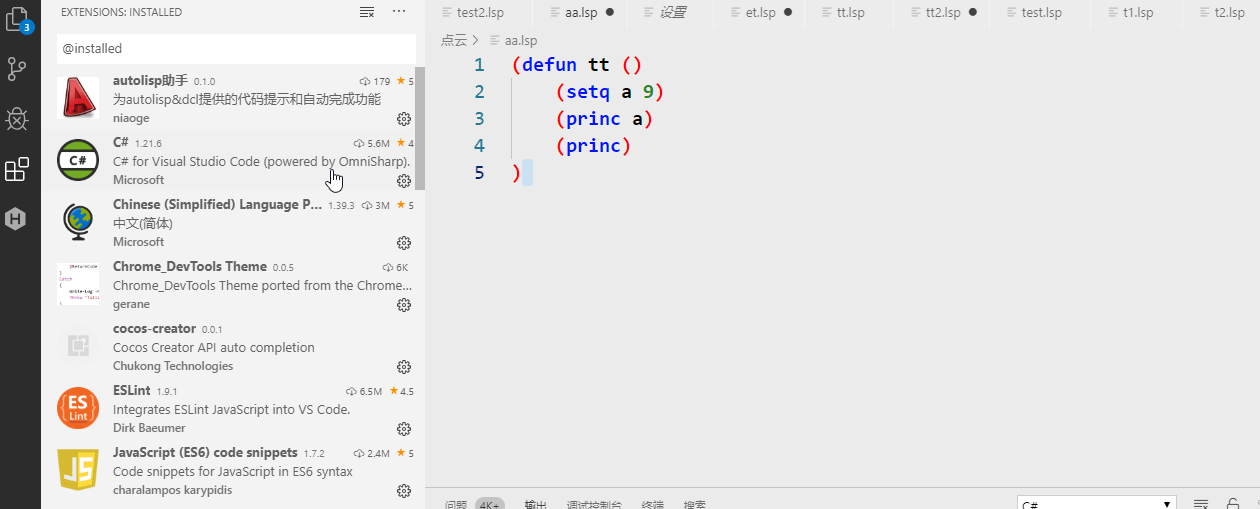 3
EXTENSIONS: INSTALLED
@installed
autolisp助手 0.1.0 179 5
为autolisp&dcl提供的代码提示和自动完成功能
niaoge
C# 1.21.6 5.6M 4
C#
C# for Visual Studio Code (powered by OmniSharp).
Microsoft
Chinese (Simplified) Language P... 1.39.3 3M 5
中文(简体)
Microsoft
Chrome_DevTools Theme 0.0.5 6K
Chrome_DevTools Theme ported from the Chrome...
gerane
cocos-creator 0.0.1
Cocos Creator API auto completion
Chukong Technologies
ESLint 1.9.1 6.5M 4.5
ES
Lint
Integrates ESLint JavaScript into VS Code.
Dirk Baeumer
JavaScript (ES6) code snippets 1.7.2 2.4M 5
JS
Code snippets for JavaScript in ES6 syntax
charalampos karypidis
test2.lsp aa.lsp 设置 et.lsp tt.lsp tt2.lsp test.lsp t1.lsp t2.lsp
点云 > aa.lsp
1 (defun tt ()
2 (setq a 9)
3 (princ a)
4 (princ)
5 )
问题 4K+ 输出 调试控制台 终端 搜索 C#